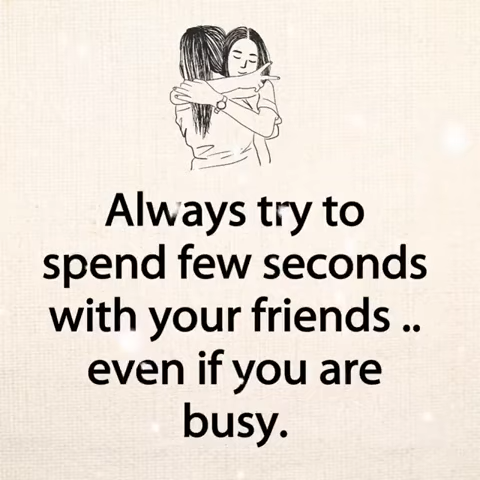 Always try to
spend few seconds
with your friends ..
even if you are
busy.